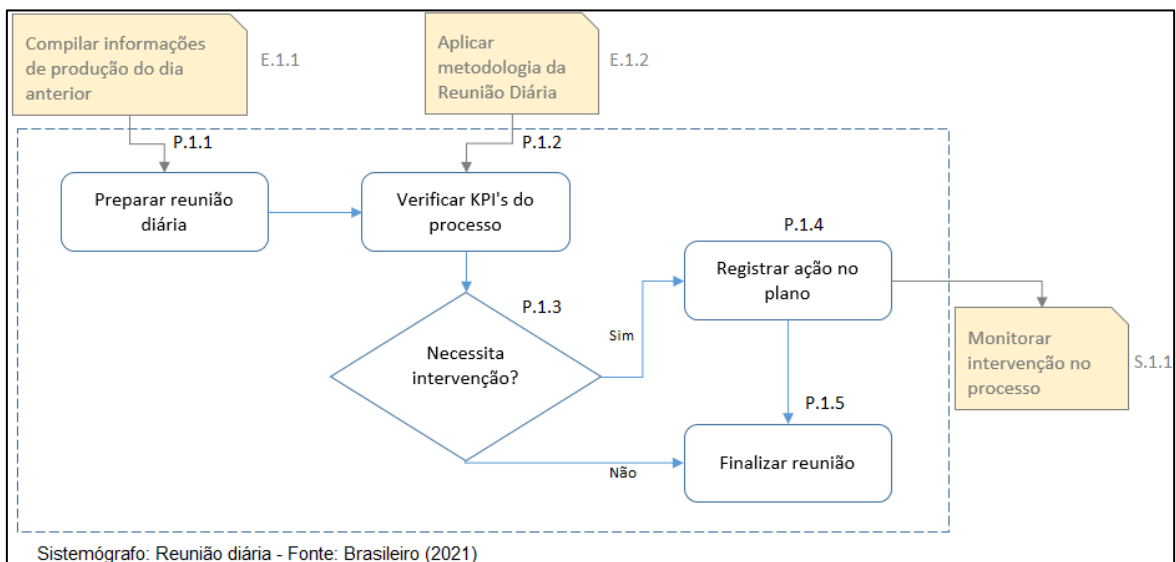 Compilar informações
de produção do dia
anterior
E.1.1
Aplicar
metodologia da
Reunião Diária
E.1.2
P.1.1
Preparar reunião
diária
P.1.2
Verificar KPI's do
processo
P.1.3
Necessita
intervenção?
Sim
Não
P.1.4
Registrar ação no
plano
P.1.5
Finalizar reunião
Monitorar
intervenção no
processo
S.1.1
Sistemógrafo: Reunião diária - Fonte: Brasileiro (2021)